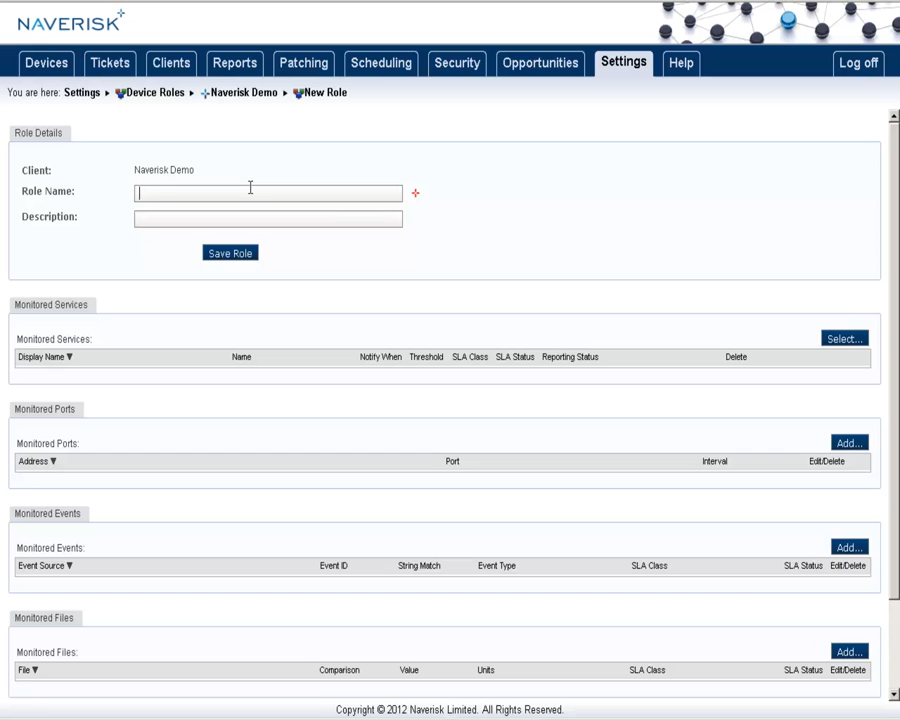 NAVERISK
Devices Tickets Clients Reports Patching Scheduling Security Opportunities Settings Help Log off
You are here: Settings ▸ Device Roles ▸ Naverisk Demo ▸ New Role
Role Details
Client: Naverisk Demo
Role Name:
Description:
Save Role
Monitored Services
Monitored Services: Select...
Display Name ▼ Name Notify When Threshold SLA Class SLA Status Reporting Status Delete
Monitored Ports
Monitored Ports: Add...
Address ▼ Port Interval Edit/Delete
Monitored Events
Monitored Events: Add...
Event Source ▼ Event ID String Match Event Type SLA Class SLA Status Edit/Delete
Monitored Files
Monitored Files: Add...
File ▼ Comparison Value Units SLA Class SLA Status Edit/Delete
Copyright © 2012 Naverisk Limited. All Rights Reserved.